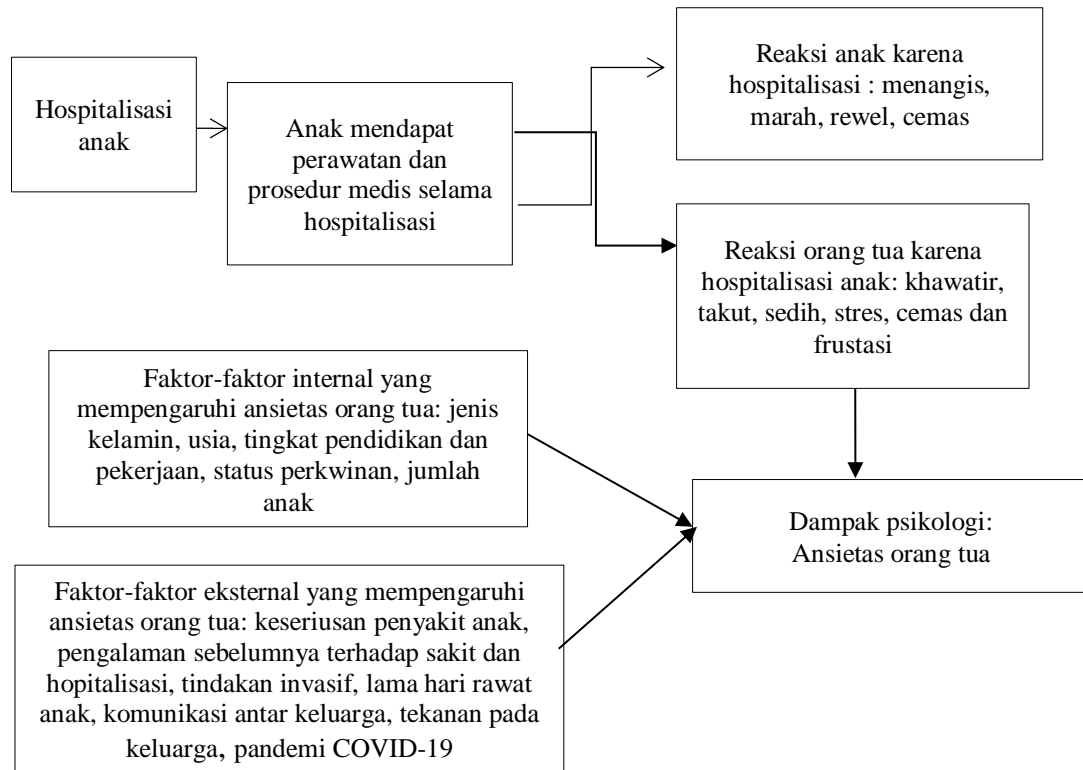 Hospitalisasi
anak
Anak mendapat
perawatan dan
prosedur medis selama
hospitalisasi
Reaksi anak karena
hospitalisasi : menangis,
marah, rewel, cemas
Reaksi orang tua karena
hospitalisasi anak: khawatir,
takut, sedih, stres, cemas dan
frustasi
Faktor-faktor internal yang
mempengaruhi ansietas orang tua: jenis
kelamin, usia, tingkat pendidikan dan
pekerjaan, status perkwinan, jumlah
anak
Dampak psikologi:
Ansietas orang tua
Faktor-faktor eksternal yang mempengaruhi
ansietas orang tua: keseriusan penyakit anak,
pengalaman sebelumnya terhadap sakit dan
hopitalisasi, tindakan invasif, lama hari rawat
anak, komunikasi antar keluarga, tekanan pada
keluarga, pandemi COVID-19